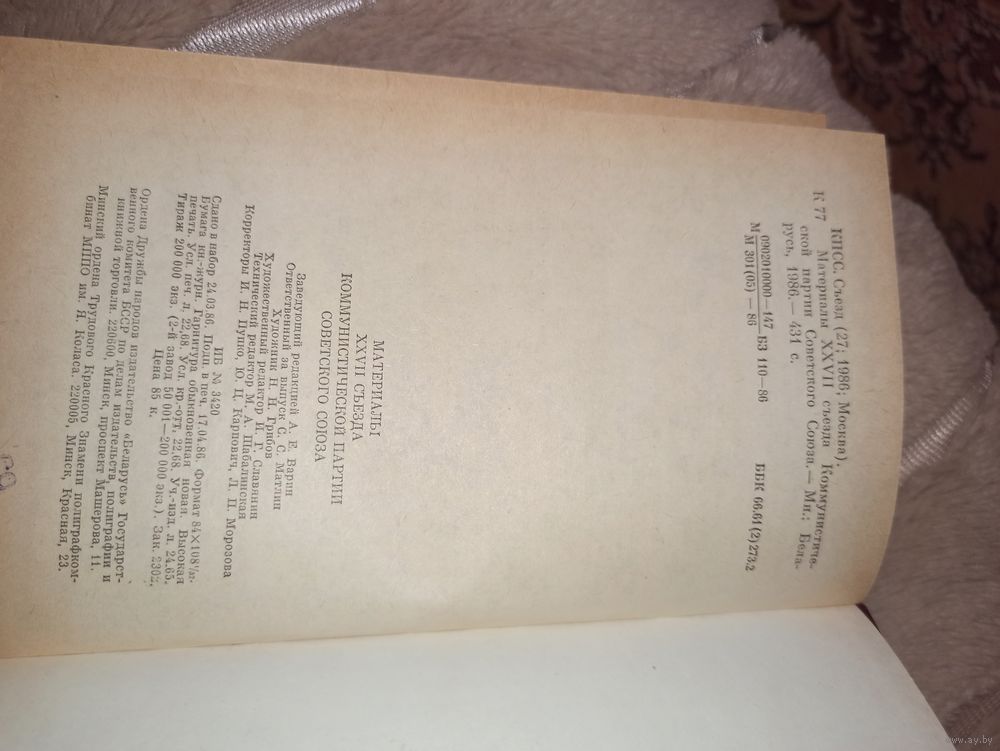 КПСС. Съезд (27; 1986; Москва).
К 77 Материалы XXVII съезда Коммунистиче-
ской партии Советского Союза.— Мн.: Бела-
русь, 1986.— 431 с.
0902010000—147
М————БЗ 110—86
М 301(05)—86
ББК 66.61(2)273.2
МАТЕРИАЛЫ
XXVII СЪЕЗДА
КОММУНИСТИЧЕСКОЙ ПАРТИИ
СОВЕТСКОГО СОЮЗА
Заведующий редакцией А. Е. Варин
Ответственный за выпуск С. С. Матлин
Художник Н. Н. Грибов
Художественный редактор И. Г. Славянин
Технический редактор М. А. Шабалинская
Корректоры И. Н. Пушко, Ю. Ц. Карпович, Л. П. Морозова
ИБ № 3420
Сдано в набор 24.03.86. Подп. в печ. 17.04.86. Формат 84×108¹/₃₂.
Бумага кн.-журн. Гарнитура обыкновенная новая. Высокая
печать. Усл. печ. л. 22,68. Усл. кр.-отт. 22,68. Уч.-изд. л. 24,65.
Тираж 200 000 экз. (2-й завод 50 001—200 000 экз.). Зак. 2302.
Цена 85 к.
Ордена Дружбы народов издательство «Беларусь» Государст-
венного комитета БССР по делам издательств, полиграфии и
книжной торговли. 220600, Минск, проспект Машерова, 11.
Минский ордена Трудового Красного Знамени полиграфком-
бинат МППО им. Я. Коласа. 220005, Минск, Красная, 23.
www.ay.by